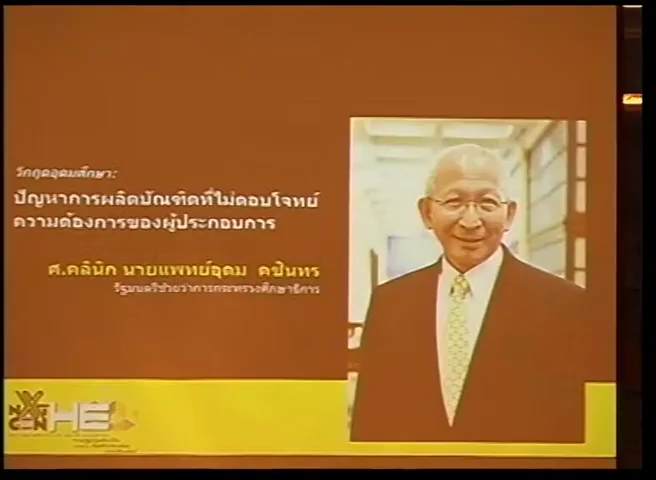 วิกฤตอุดมศึกษา:
ปัญหาการผลิตบัณฑิตที่ไม่ตอบโจทย์
ความต้องการของผู้ประกอบการ
ศ.คลินิก นายแพทย์อุดม คชินทร
รัฐมนตรีช่วยว่าการกระทรวงศึกษาธิการ
NEXT
GEN HE